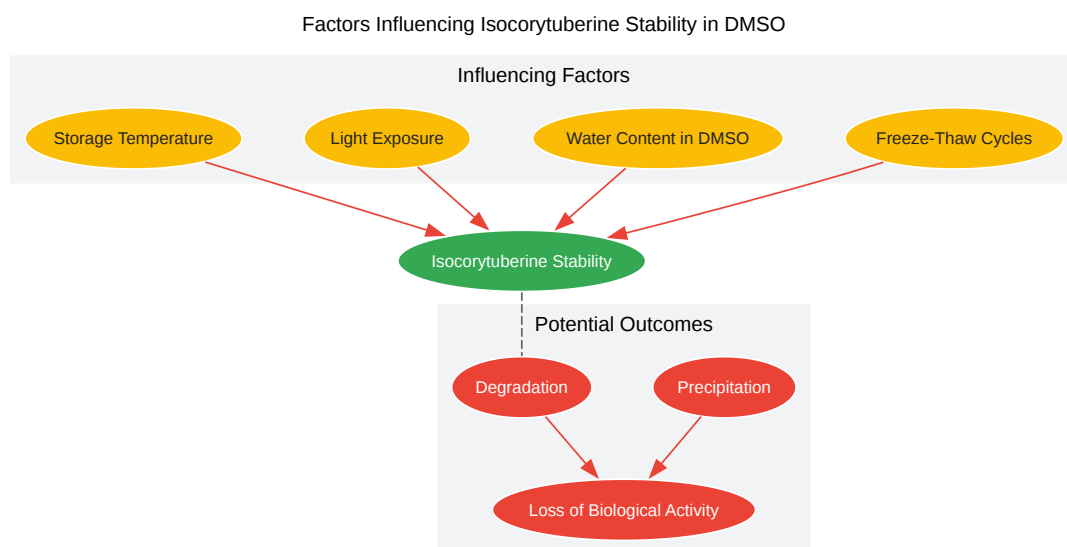 Factors Influencing Isocorytuberine Stability in DMSO
Influencing Factors
Storage Temperature
Light Exposure
Water Content in DMSO
Freeze-Thaw Cycles
Isocorytuberine Stability
Potential Outcomes
Degradation
Precipitation
Loss of Biological Activity